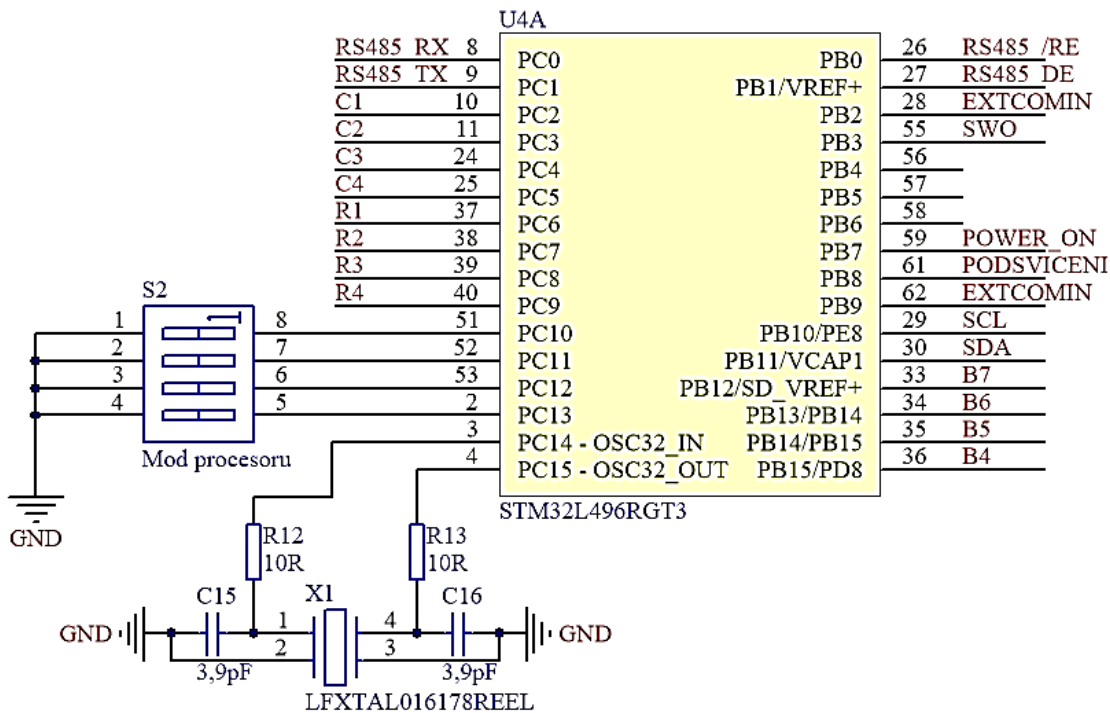 U4A
RS485_RX 8 PC0 PB0 26 RS485_/RE
RS485_TX 9 PC1 PB1/VREF+ 27 RS485_DE
C1 10 PC2 PB2 28 EXTCOMIN
C2 11 PC3 PB3 55 SWO
C3 24 PC4 PB4 56
C4 25 PC5 PB5 57
R1 37 PC6 PB6 58
R2 38 PC7 PB7 59 POWER_ON
R3 39 PC8 PB8 61 PODSVICENI
R4 40 PC9 PB9 62 EXTCOMIN
S2
1 8 51 PC10 PB10/PE8 29 SCL
2 7 52 PC11 PB11/VCAP1 30 SDA
3 6 53 PC12 PB12/SD_VREF+ 33 B7
4 5 2 PC13 PB13/PB14 34 B6
3 PC14 - OSC32_IN PB14/PB15 35 B5
4 PC15 - OSC32_OUT PB15/PD8 36 B4
Mod procesoru
STM32L496RGT3
GND
R12 R13
10R 10R
C15 X1 C16
GND 1 4 GND
2 3
3,9pF 3,9pF
LFXTAL016178REEL